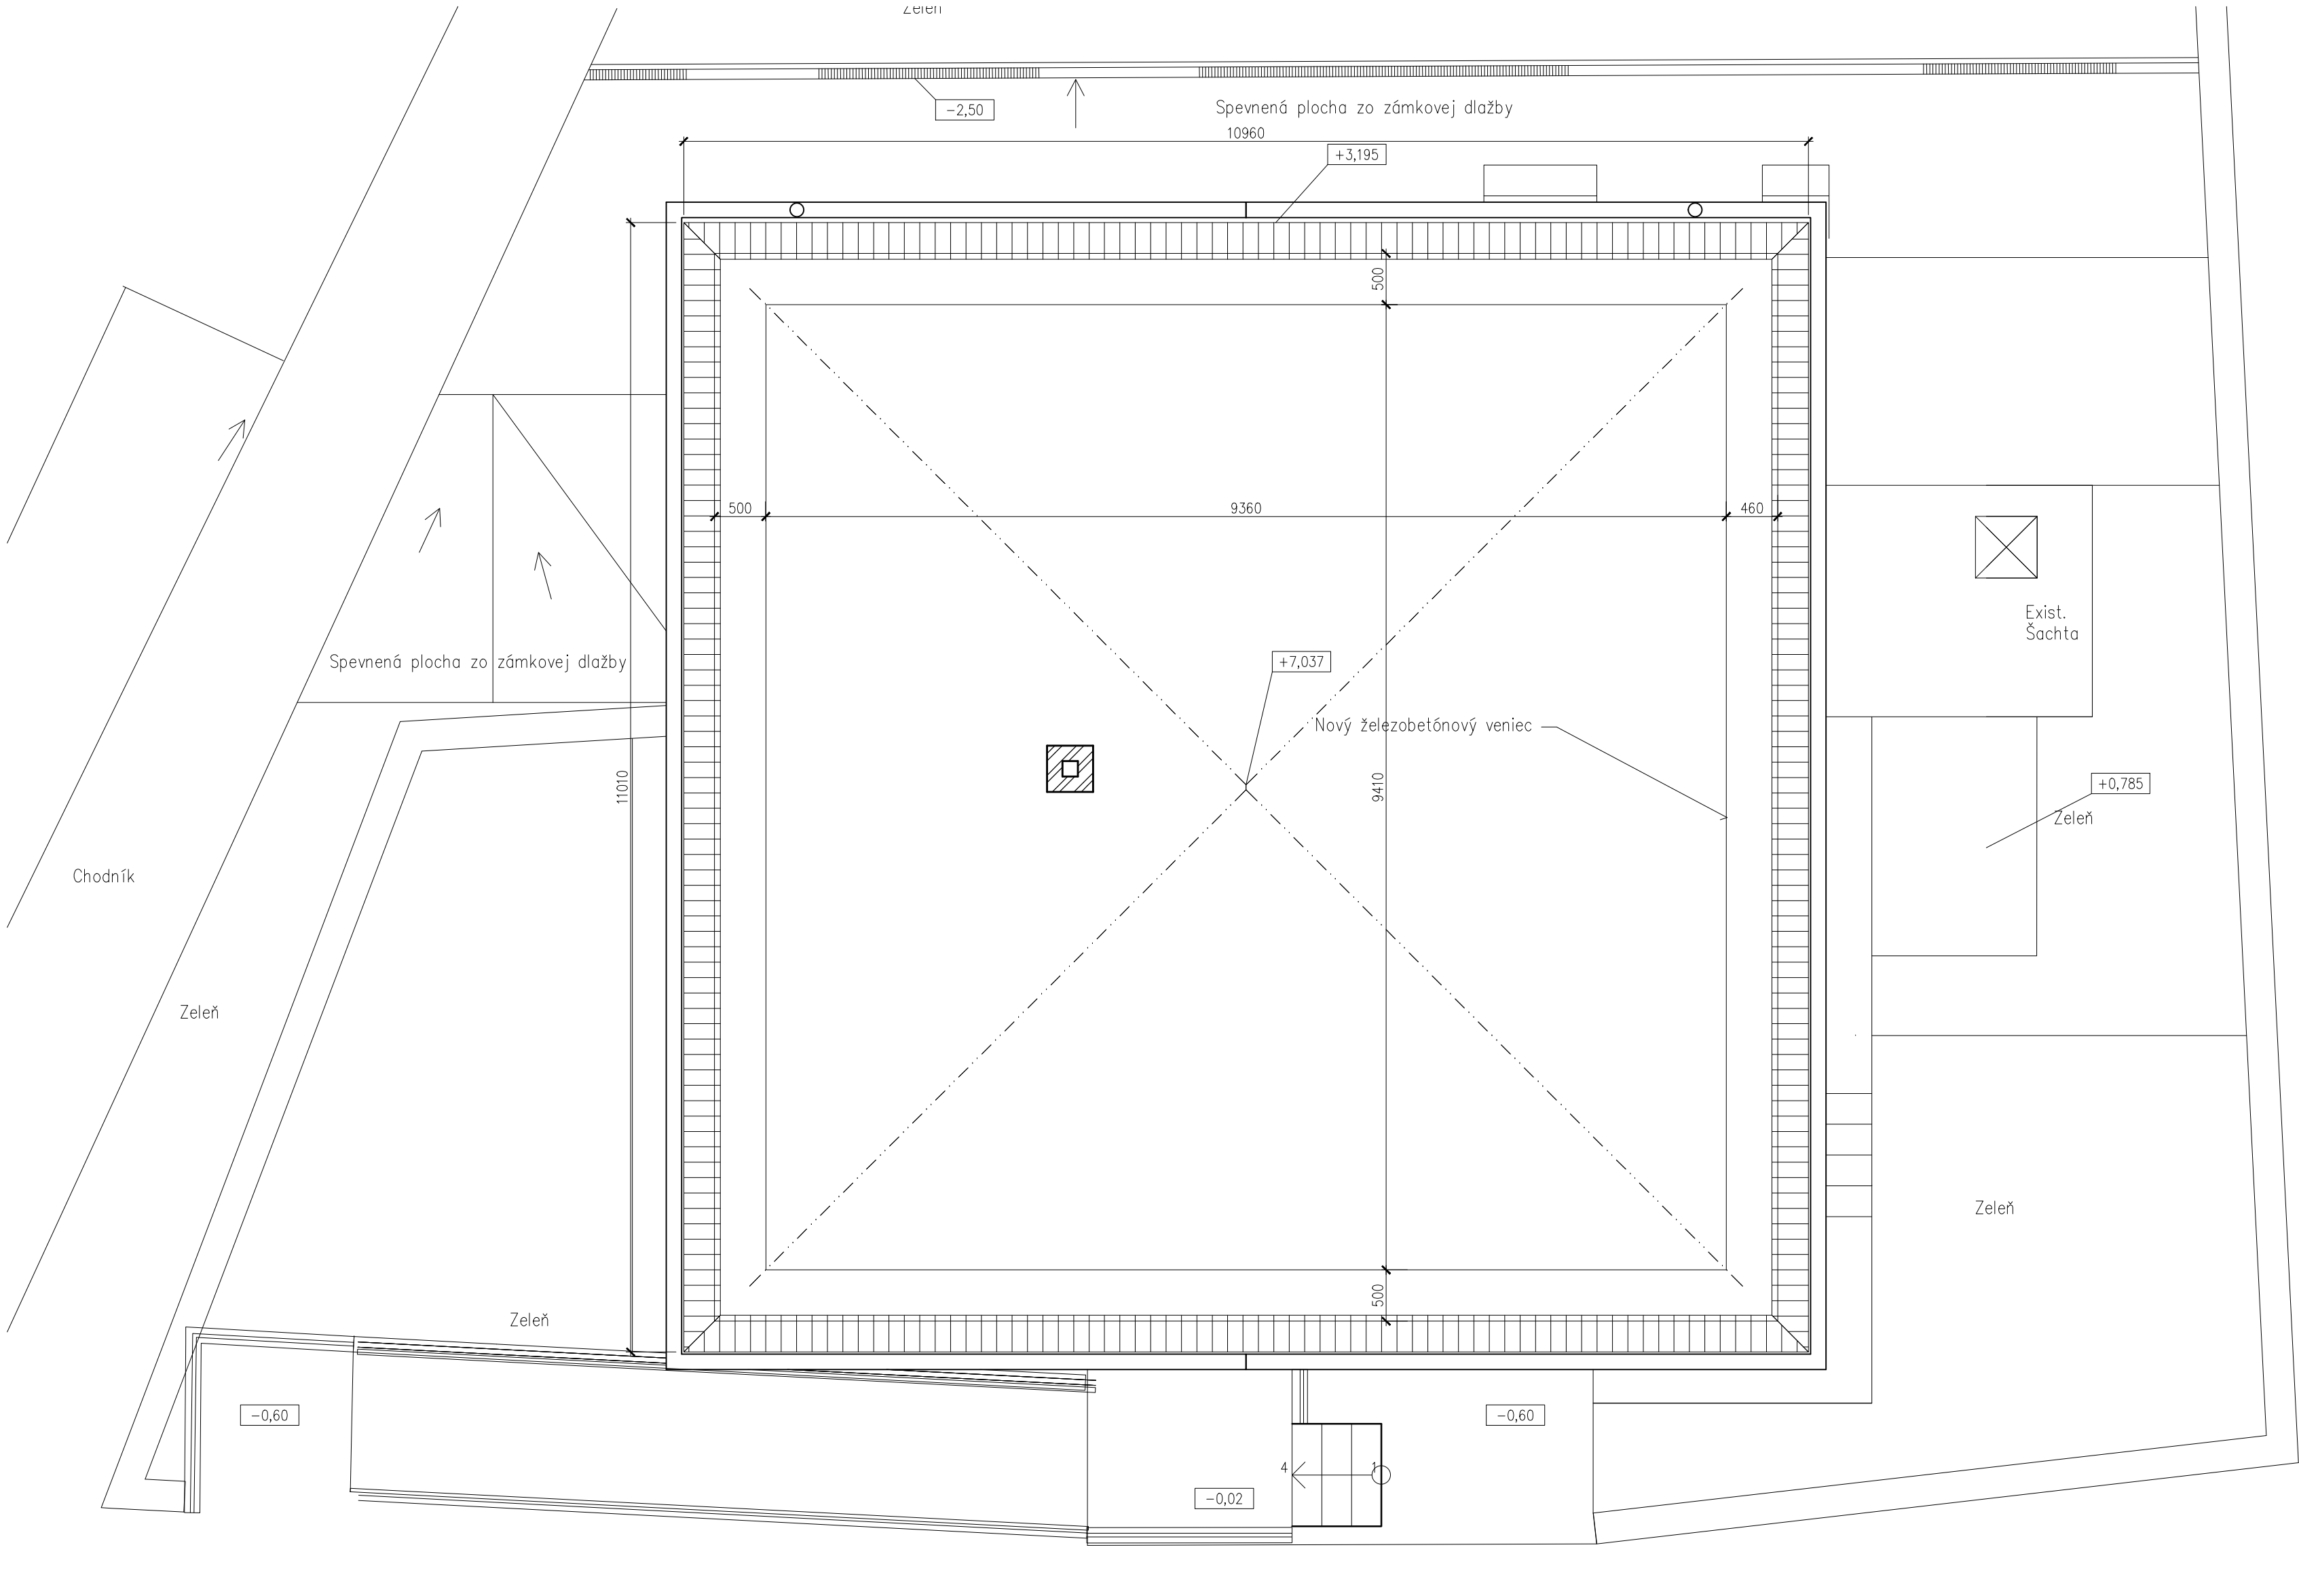 Zeleň
-2,50
Spevnená plocha zo zámkovej dlažby
10960
+3,195
500
500
9360
460
Exist.
Šachta
Spevnená plocha zo zámkovej dlažby
+7,037
Nový železobetónový veniec
11010
9410
+0,785
Zeleň
Chodník
Zeleň
Zeleň
500
Zeleň
-0,60
-0,60
4
1
-0,02